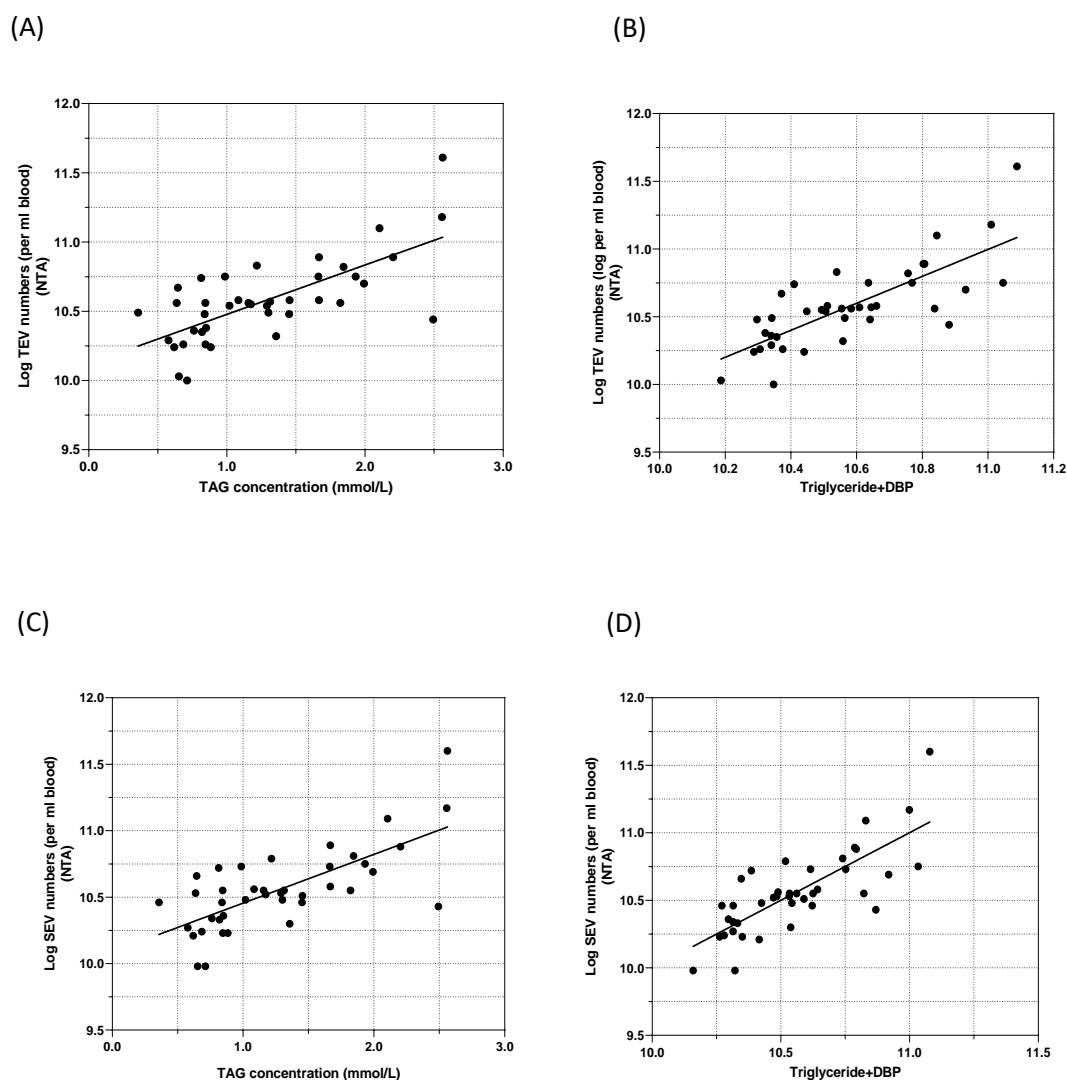 (A)
(B)
Log TEV numbers (per ml blood)
(NTA)
12.0
11.5
11.0
10.5
10.0
9.5
0.0 1.0 2.0 3.0
TAG concentration (mmol/L)
Log TEV numbers (log per ml blood)
(NTA)
12.0
11.5
11.0
10.5
10.0
9.5
10.0 10.2 10.4 10.6 10.8 11.0 11.2
Triglyceride+DBP
(C)
(D)
Log SEV numbers (per ml blood)
(NTA)
12.0
11.5
11.0
10.5
10.0
9.5
0.0 1.0 2.0 3.0
TAG concentration (mmol/L)
Log SEV numbers (per ml blood)
(NTA)
12.0
11.5
11.0
10.5
10.0
9.5
10.0 10.5 11.0 11.5
Triglyceride+DBP